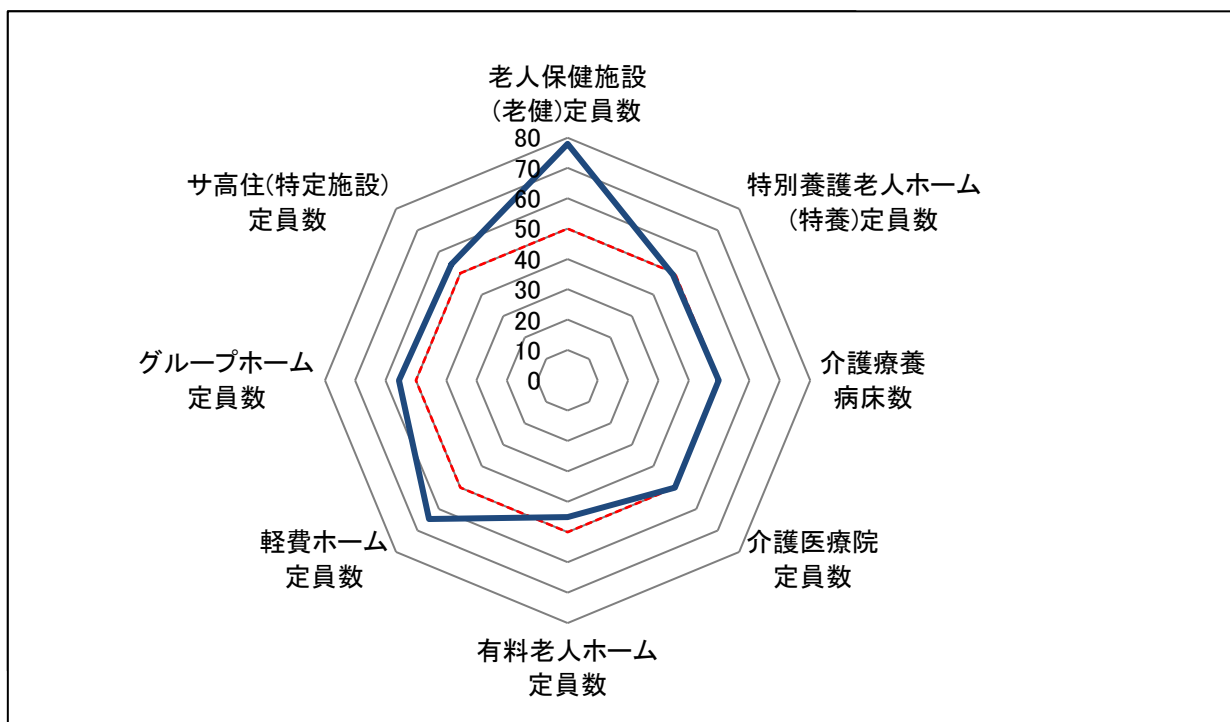 老人保健施設
(老健)定員数
特別養護老人ホーム
(特養)定員数
介護療養
病床数
介護医療院
定員数
有料老人ホーム
定員数
軽費ホーム
定員数
グループホーム
定員数
サ高住(特定施設)
定員数
80
70
60
50
40
30
20
10
0